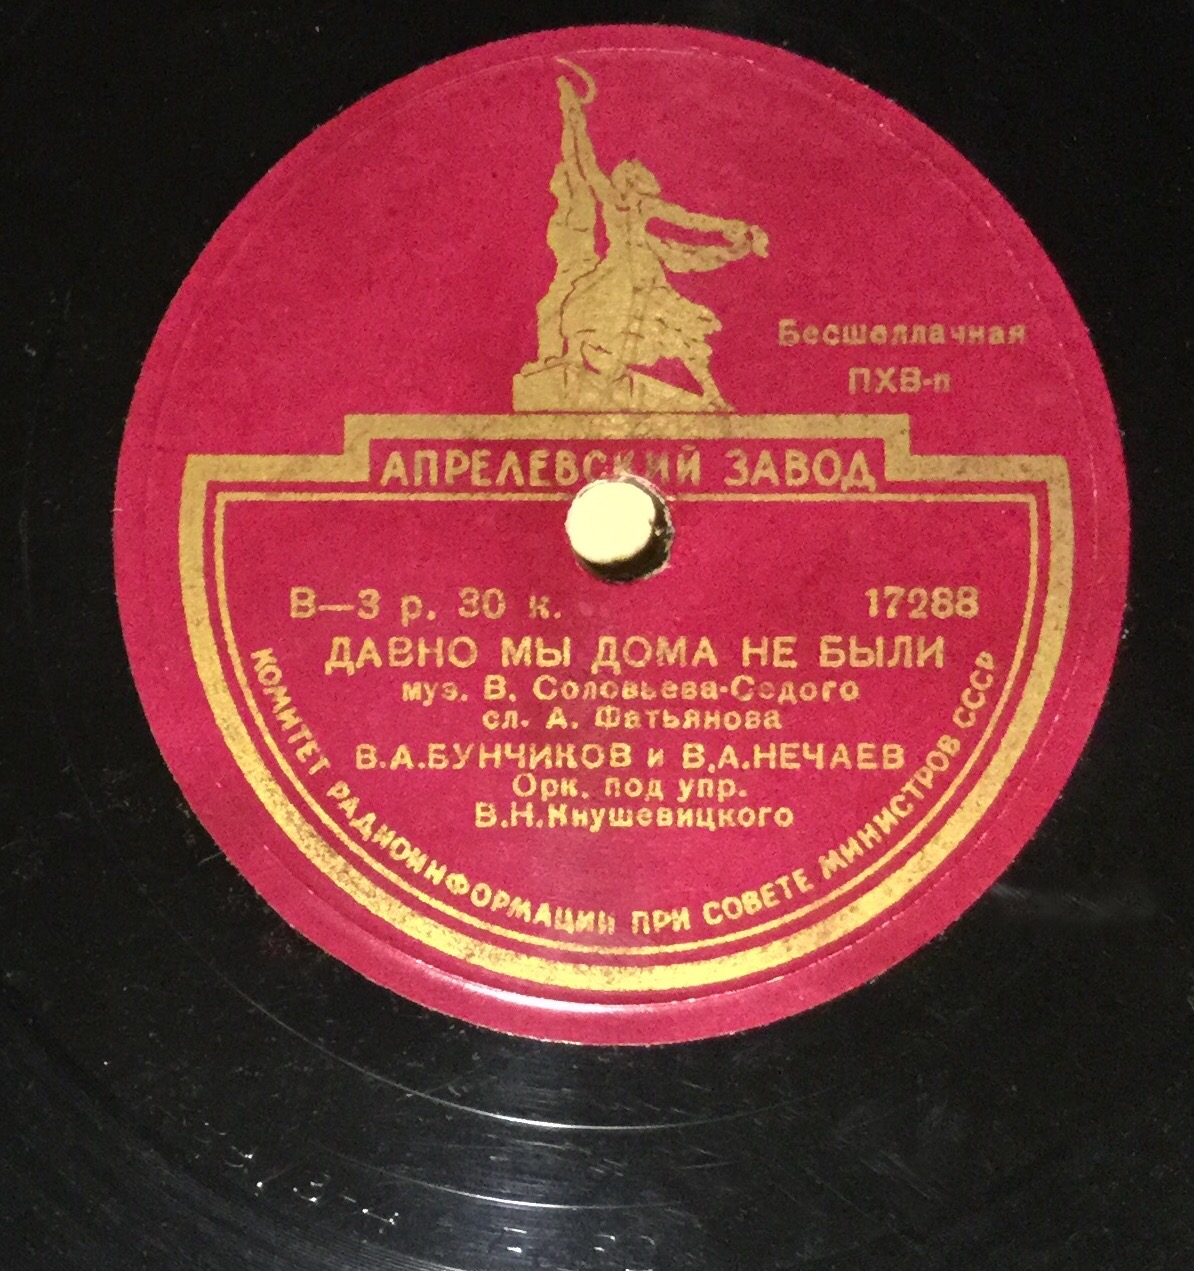 Бесшеллачная
ПХВ-п
АПРЕЛЕВСКИЙ ЗАВОД
В—3 р. 30 к. 17288
ДАВНО МЫ ДОМА НЕ БЫЛИ
муз. В. Соловьева-Седого
сл. А. Фатьянова
В.А.БУНЧИКОВ и В.А.НЕЧАЕВ
Орк. под упр.
В.Н.Кнушевицкого
КОМИТЕТ РАДИОИНФОРМАЦИИ ПРИ СОВЕТЕ МИНИСТРОВ СССР